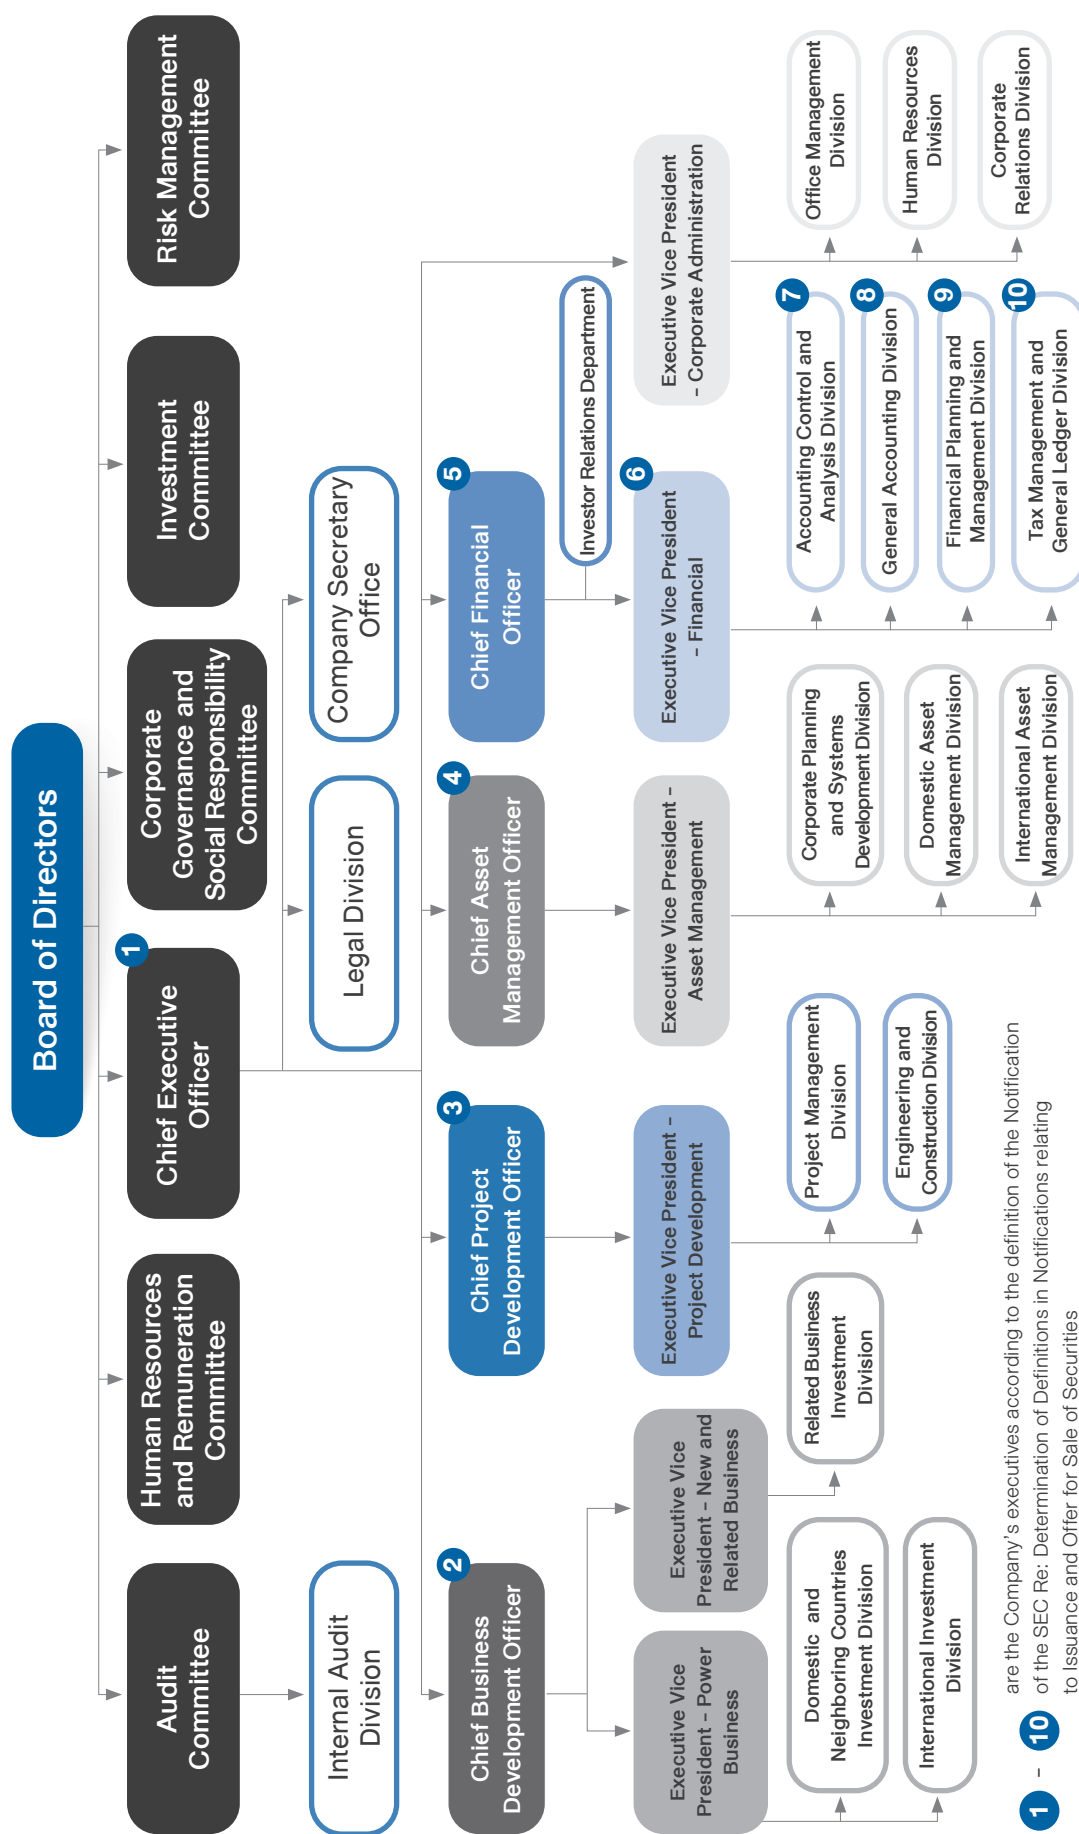 Board of Directors
Audit
Committee
Human Resources
and Remuneration
Committee
1
Chief Executive
Officer
Corporate
Governance and
Social Responsibility
Committee
Investment
Committee
Risk Management
Committee
Internal Audit
Division
Legal Division
Company Secretary
Office
2
Chief Business
Development Officer
3
Chief Project
Development Officer
4
Chief Asset
Management Officer
5
Chief Financial
Officer
Investor Relations Department
Executive Vice
President – Power
Business
Executive Vice
President – New and
Related Business
Executive Vice President –
Project Development
Executive Vice President –
Asset Management
6
Executive Vice President
– Financial
Executive Vice President
– Corporate Administration
Domestic and
Neighboring Countries
Investment Division
International Investment
Division
Related Business
Investment
Division
Project Management
Division
Engineering and
Construction Division
Corporate Planning
and Systems
Development Division
Domestic Asset
Management Division
International Asset
Management Division
7
Accounting Control and
Analysis Division
8
General Accounting Division
9
Financial Planning and
Management Division
10
Tax Management and
General Ledger Division
Office Management
Division
Human Resources
Division
Corporate
Relations Division
1 - 10 are the Company's executives according to the definition of the Notification
of the SEC Re: Determination of Definitions in Notifications relating
to Issuance and Offer for Sale of Securities